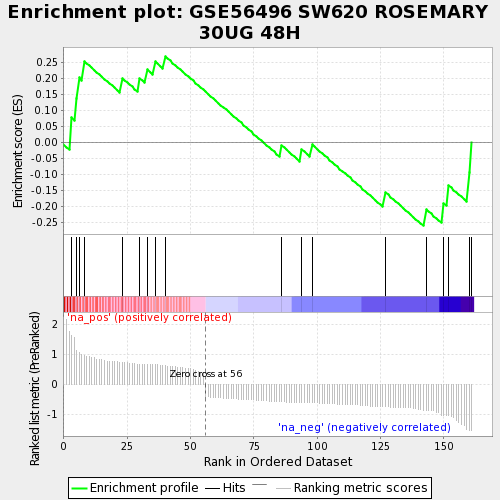 Enrichment plot: GSE56496 SW620 ROSEMARY
30UG 48H
Enrichment score (ES)
0.25
0.20
0.15
0.10
0.05
0.00
-0.05
-0.10
-0.15
-0.20
-0.25
Ranked list metric (PreRanked)
2
1
0
-1
'na_pos' (positively correlated)
Zero cross at 56
'na_neg' (negatively correlated)
0
25
50
75
100
125
150
Rank in Ordered Dataset
Enrichment profile
Hits
Ranking metric scores